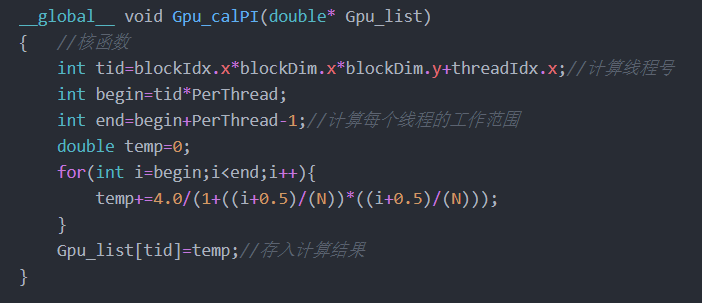 __global__ void Gpu_calPI(double* Gpu_list)
{   //核函数
    int tid=blockIdx.x*blockDim.x*blockDim.y+threadIdx.x;//计算线程号
    int begin=tid*PerThread;
    int end=begin+PerThread-1;//计算每个线程的工作范围
    double temp=0;
    for(int i=begin;i<end;i++){
        temp+=4.0/(1+((i+0.5)/(N))*((i+0.5)/(N)));
    }
    Gpu_list[tid]=temp;//存入计算结果
}